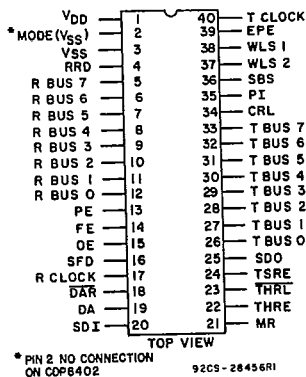 VDD 1 40 T CLOCK
* MODE(VSS) 2 39 EPE
VSS 3 38 WLS 1
RRD 4 37 WLS 2
R BUS 7 5 36 SBS
R BUS 6 6 35 PI
R BUS 5 7 34 CRL
R BUS 4 8 33 T BUS 7
R BUS 3 9 32 T BUS 6
R BUS 2 10 31 T BUS 5
R BUS 1 11 30 T BUS 4
R BUS 0 12 29 T BUS 3
PE 13 28 T BUS 2
FE 14 27 T BUS 1
OE 15 26 T BUS 0
SFD 16 25 SDO
R CLOCK 17 24 TSRE
DAR 18 23 THRL
DA 19 22 THRE
SDI 20 21 MR
TOP VIEW
* PIN 2 NO CONNECTION
ON CDP6402
92CS-28456R1